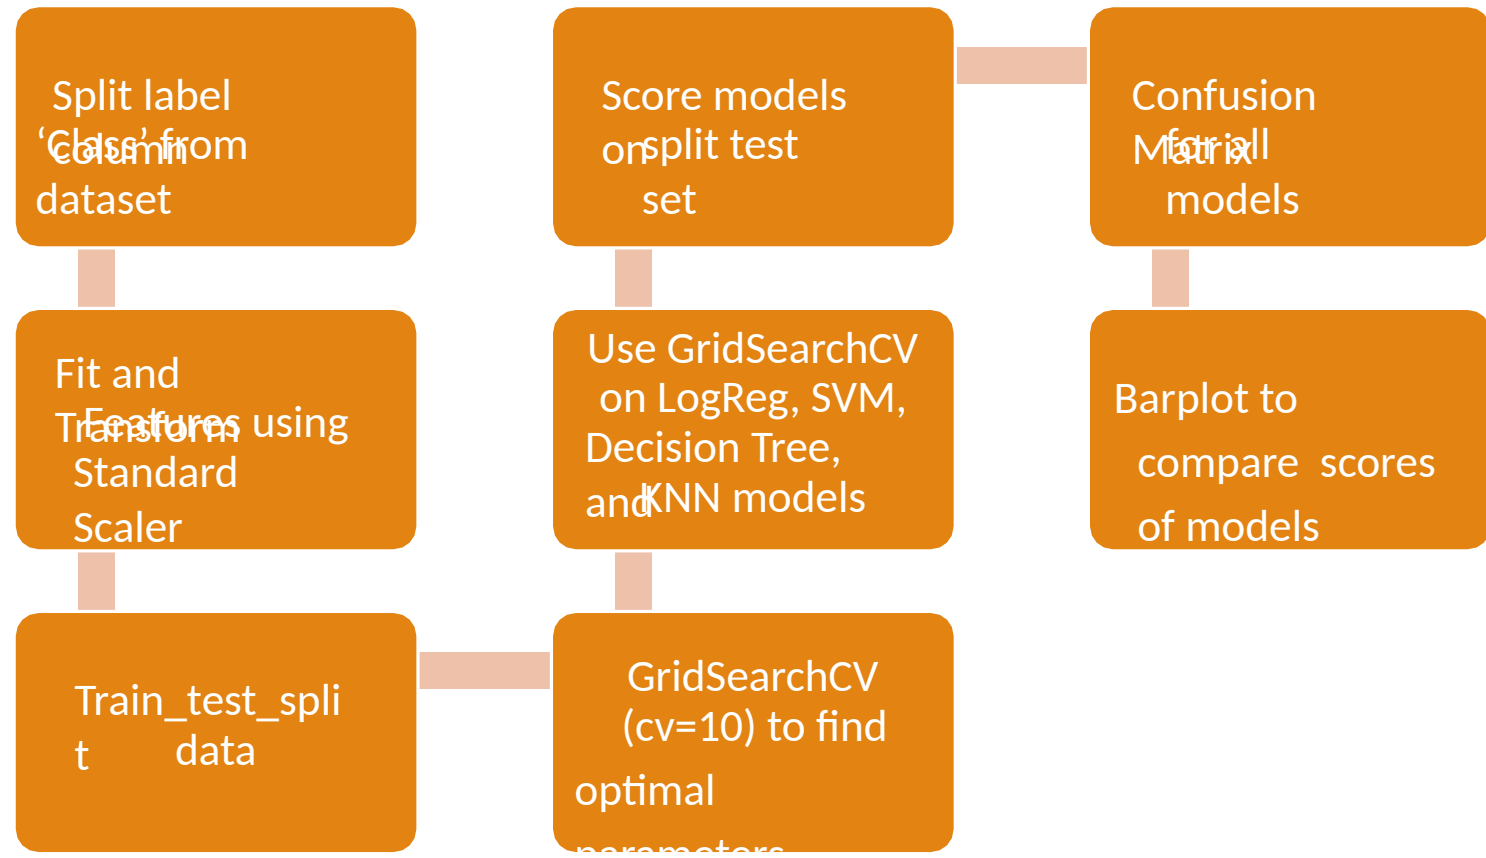 Split label
column
‘Class’ from
dataset
Fit and
Transform
Features using
Standard
Scaler
Train_test_spli
t
data
GridSearchCV
(cv=10) to find
optimal
parameters
Use GridSearchCV
on LogReg, SVM,
Decision Tree,
and
KNN models
Score models
on
split test
set
Confusion
Matrix
for all
models
Barplot to
compare scores
of models